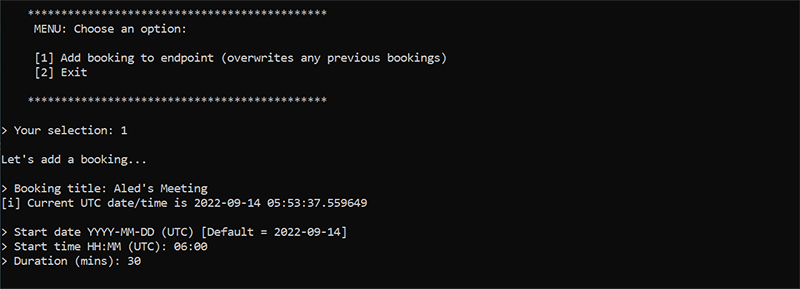 *********************************************
MENU: Choose an option:
[1] Add booking to endpoint (overwrites any previous bookings)
[2] Exit
*********************************************
> Your selection: 1
Let's add a booking...
> Booking title: Aled's Meeting
[i] Current UTC date/time is 2022-09-14 05:53:37.559649
> Start date YYYY-MM-DD (UTC) [Default = 2022-09-14]
> Start time HH:MM (UTC): 06:00
> Duration (mins): 30